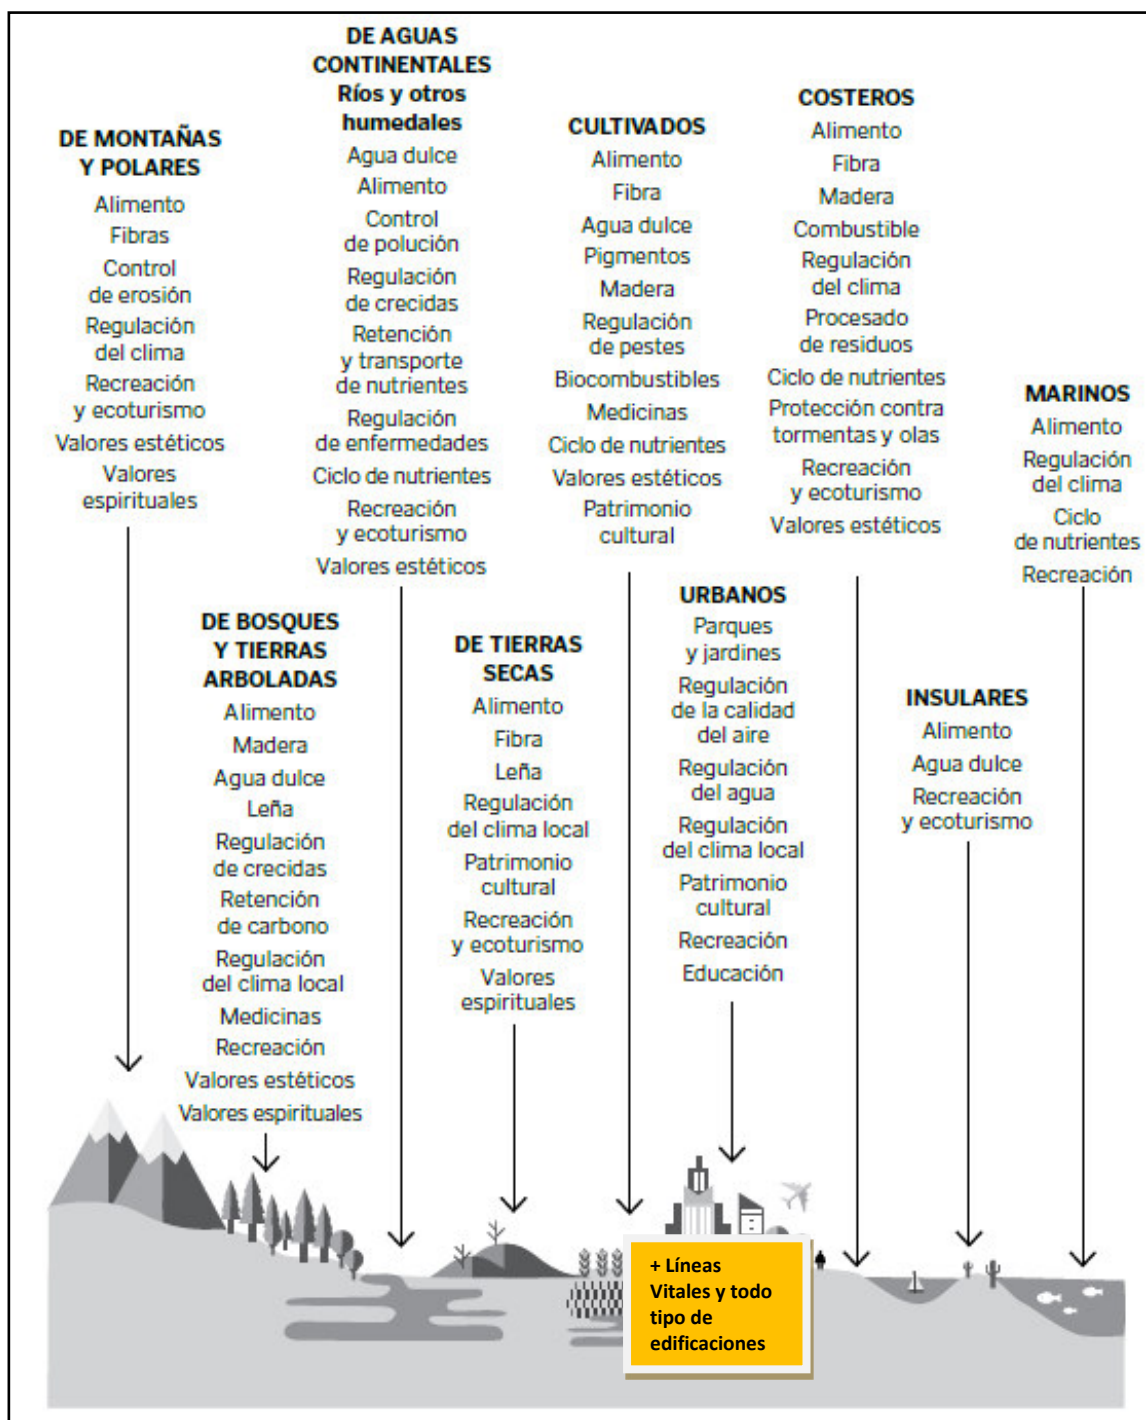 DE MONTAÑAS
Y POLARES
Alimento
Fibras
Control
de erosión
Regulación
del clima
Recreación
y ecoturismo
Valores estéticos
Valores
espirituales
DE AGUAS
CONTINENTALES
Ríos y otros
humedales
Agua dulce
Alimento
Control
de polución
Regulación
de crecidas
Retención
y transporte
de nutrientes
Regulación
de enfermedades
Ciclo de nutrientes
Recreación
y ecoturismo
Valores estéticos
CULTIVADOS
Alimento
Fibra
Agua dulce
Pigmentos
Madera
Regulación
de pestes
Biocombustibles
Medicinas
Ciclo de nutrientes
Valores estéticos
Patrimonio
cultural
COSTEROS
Alimento
Fibra
Madera
Combustible
Regulación
del clima
Procesado
de residuos
Ciclo de nutrientes
Protección contra
tormentas y olas
Recreación
y ecoturismo
Valores estéticos
MARINOS
Alimento
Regulación
del clima
Ciclo
de nutrientes
Recreación
DE BOSQUES
Y TIERRAS
ARBOLADAS
Alimento
Madera
Agua dulce
Leña
Regulación
de crecidas
Retención
de carbono
Regulación
del clima local
Medicinas
Recreación
Valores estéticos
Valores espirituales
DE TIERRAS
SECAS
Alimento
Fibra
Leña
Regulación
del clima local
Patrimonio
cultural
Recreación
y ecoturismo
Valores
espirituales
URBANOS
Parques
y jardines
Regulación
de la calidad
del aire
Regulación
del agua
Regulación
del clima local
Patrimonio
cultural
Recreación
Educación
INSULARES
Alimento
Agua dulce
Recreación
y ecoturismo
+ Líneas
Vitales y todo
tipo de
edificaciones